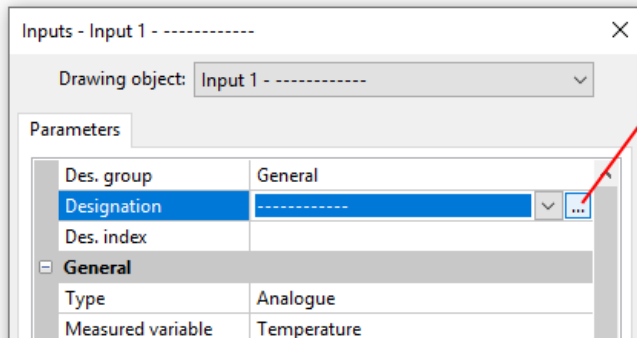 Inputs - Input 1 - ------------
Drawing object: Input 1 - ------------
Parameters
Des. group General
Designation ------------ ...
Des. index
General
Type Analogue
Measured variable Temperature